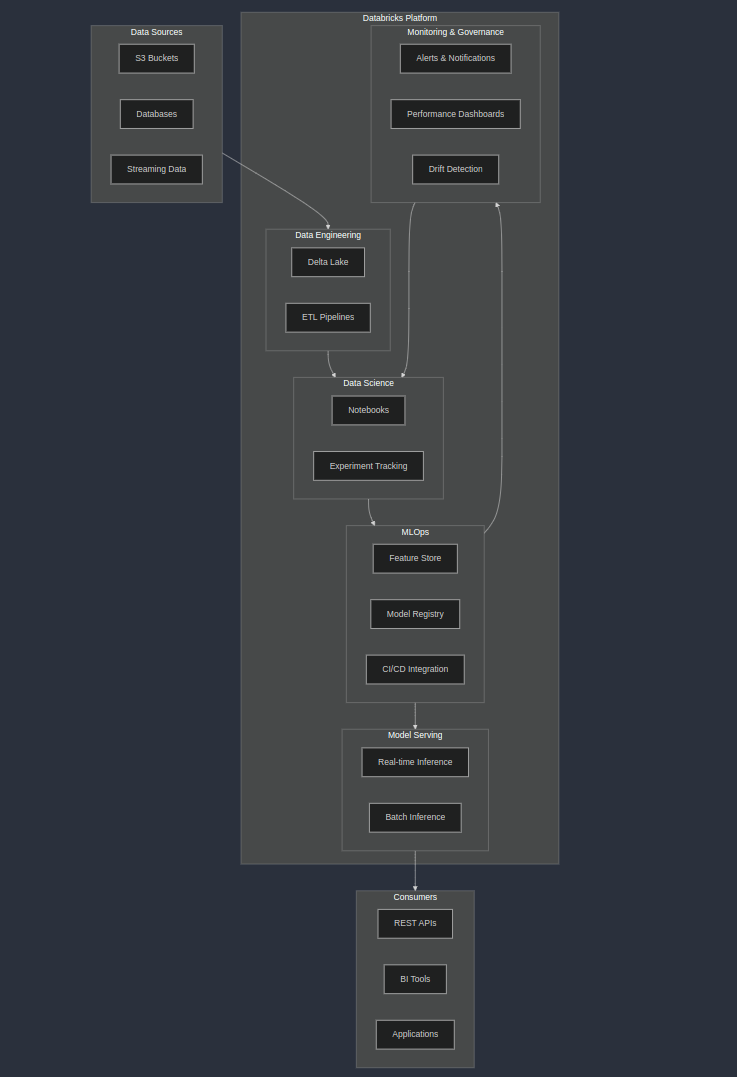 Data Sources
S3 Buckets
Databases
Streaming Data
Databricks Platform
Monitoring & Governance
Alerts & Notifications
Performance Dashboards
Drift Detection
Data Engineering
Delta Lake
ETL Pipelines
Data Science
Notebooks
Experiment Tracking
MLOps
Feature Store
Model Registry
CI/CD Integration
Model Serving
Real-time Inference
Batch Inference
Consumers
REST APIs
BI Tools
Applications